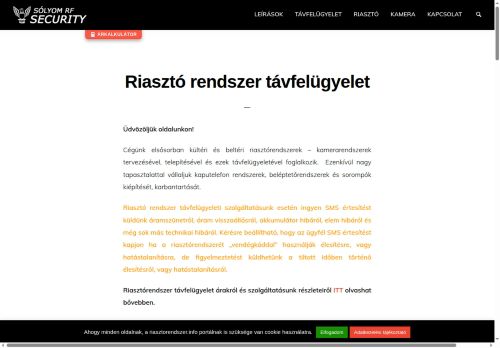 SÓLYOM RF
SECURITY
LEÍRÁSOK TÁVFELÜGYELET RIASZTÓ KAMERA KAPCSOLAT
ÁRKALKULÁTOR
Riasztó rendszer távfelügyelet
—
Üdvözöljük oldalunkon!
Cégünk elsősorban kültéri és beltéri riasztórendszerek – kamerarendszerek
tervezésével, telepítésével és ezek távfelügyeletével foglalkozik. Ezenkívül nagy
tapasztalattal vállaljuk kaputelefon rendszerek, beléptetőrendszerek és sorompók
kiépítését, karbantartását.
Riasztó rendszer távfelügyeleti szolgáltatásunk esetén ingyen SMS értesítést
küldünk áramszünetről, áram visszaállásról, akkumulátor hibáról, elem hibáról és
még sok más technikai hibáról. Kérésre beállítható, hogy az ügyfél SMS értesítést
kapjon ha a riasztórendszerét „vendégkóddal" használják élesítésre, vagy
hatástalanításra, de figyelmeztetést küldhetünk a tiltott időben történő
élesítésről, vagy hatástalanításról.
Riasztórendszer távfelügyelet árakról és szolgáltatásunk részleteiről ITT olvashat
bővebben.
Ahogy minden oldalnak, a riasztorendszer.info portálnak is szüksége van cookie használatra. Elfogadom Adatkezelési tájékoztató